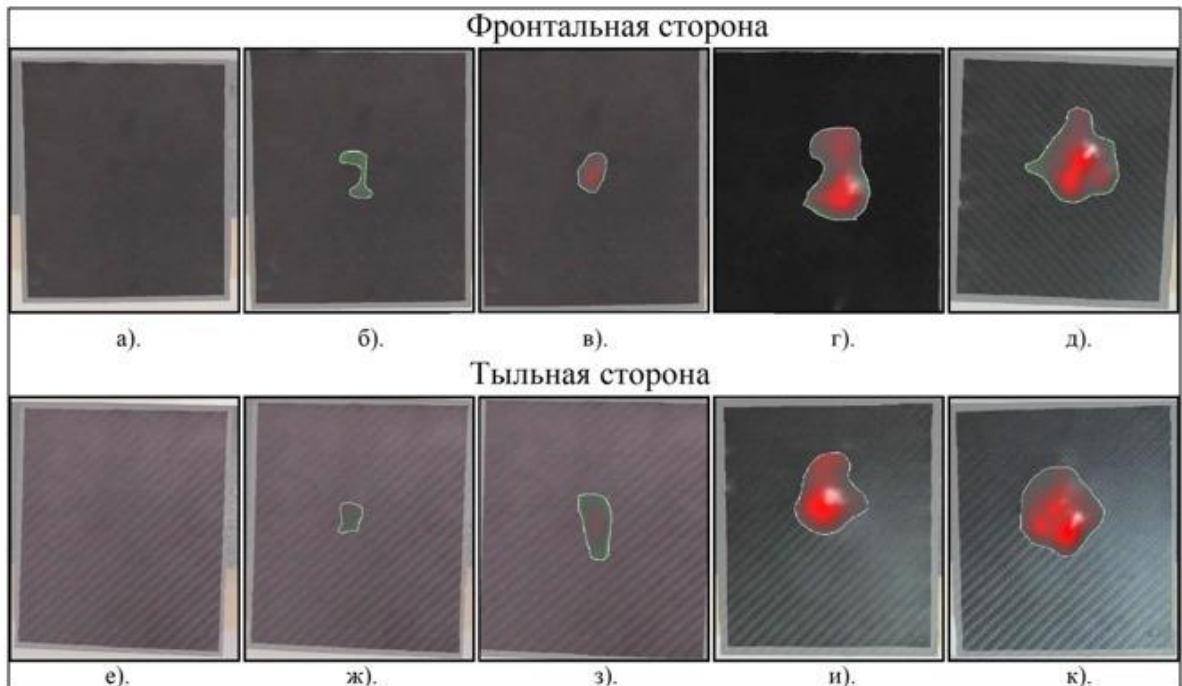 Фронтальная сторона
а). б). в). г). д).
Тыльная сторона
е). ж). з). и). к).